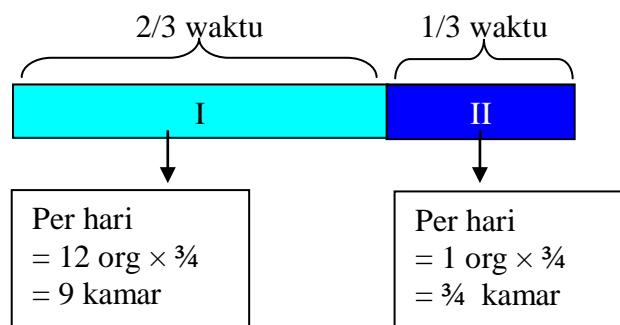 2/3 waktu
1/3 waktu
I
II
Per hari
= 12 org × ¾
= 9 kamar
Per hari
= 1 org × ¾
= ¾ kamar